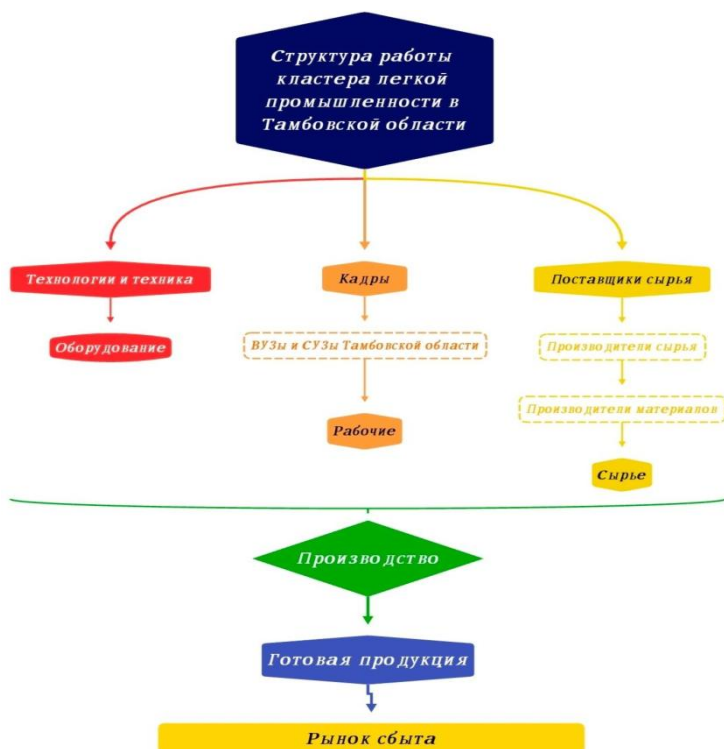 Структура работы
кластера легкой
промышленности в
Тамбовской области
Технологии и техника
Кадры
Поставщики сырья
Оборудование
ВУЗы и СУЗы Тамбовской области
Производители сырья
Производители материалов
Рабочие
Сырье
Производство
Готовая продукция
Рынок сбыта